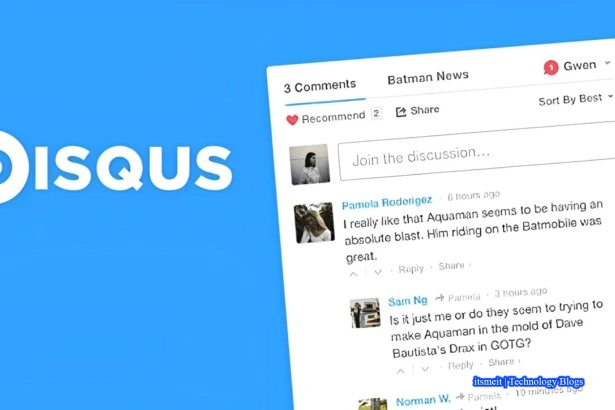 DISQUS
3 Comments
Batman News
1
Gwen
Recommend 2
Share
Sort By Best
Join the discussion...
Pamela Roderigez · 6 hours ago
I really like that Aquaman seems to be having an
absolute blast. Him riding on the Batmobile was
great.
Reply · Share ·
Sam Ng Pamela · 3 hours ago
Is it just me or do they seem to trying to
make Aquaman in the mold of Dave
Bautista's Drax in GOTG?
Reply · Share ·
itsmeit | Technology Blogs
Norman W. Pamela · 10 minutes ago